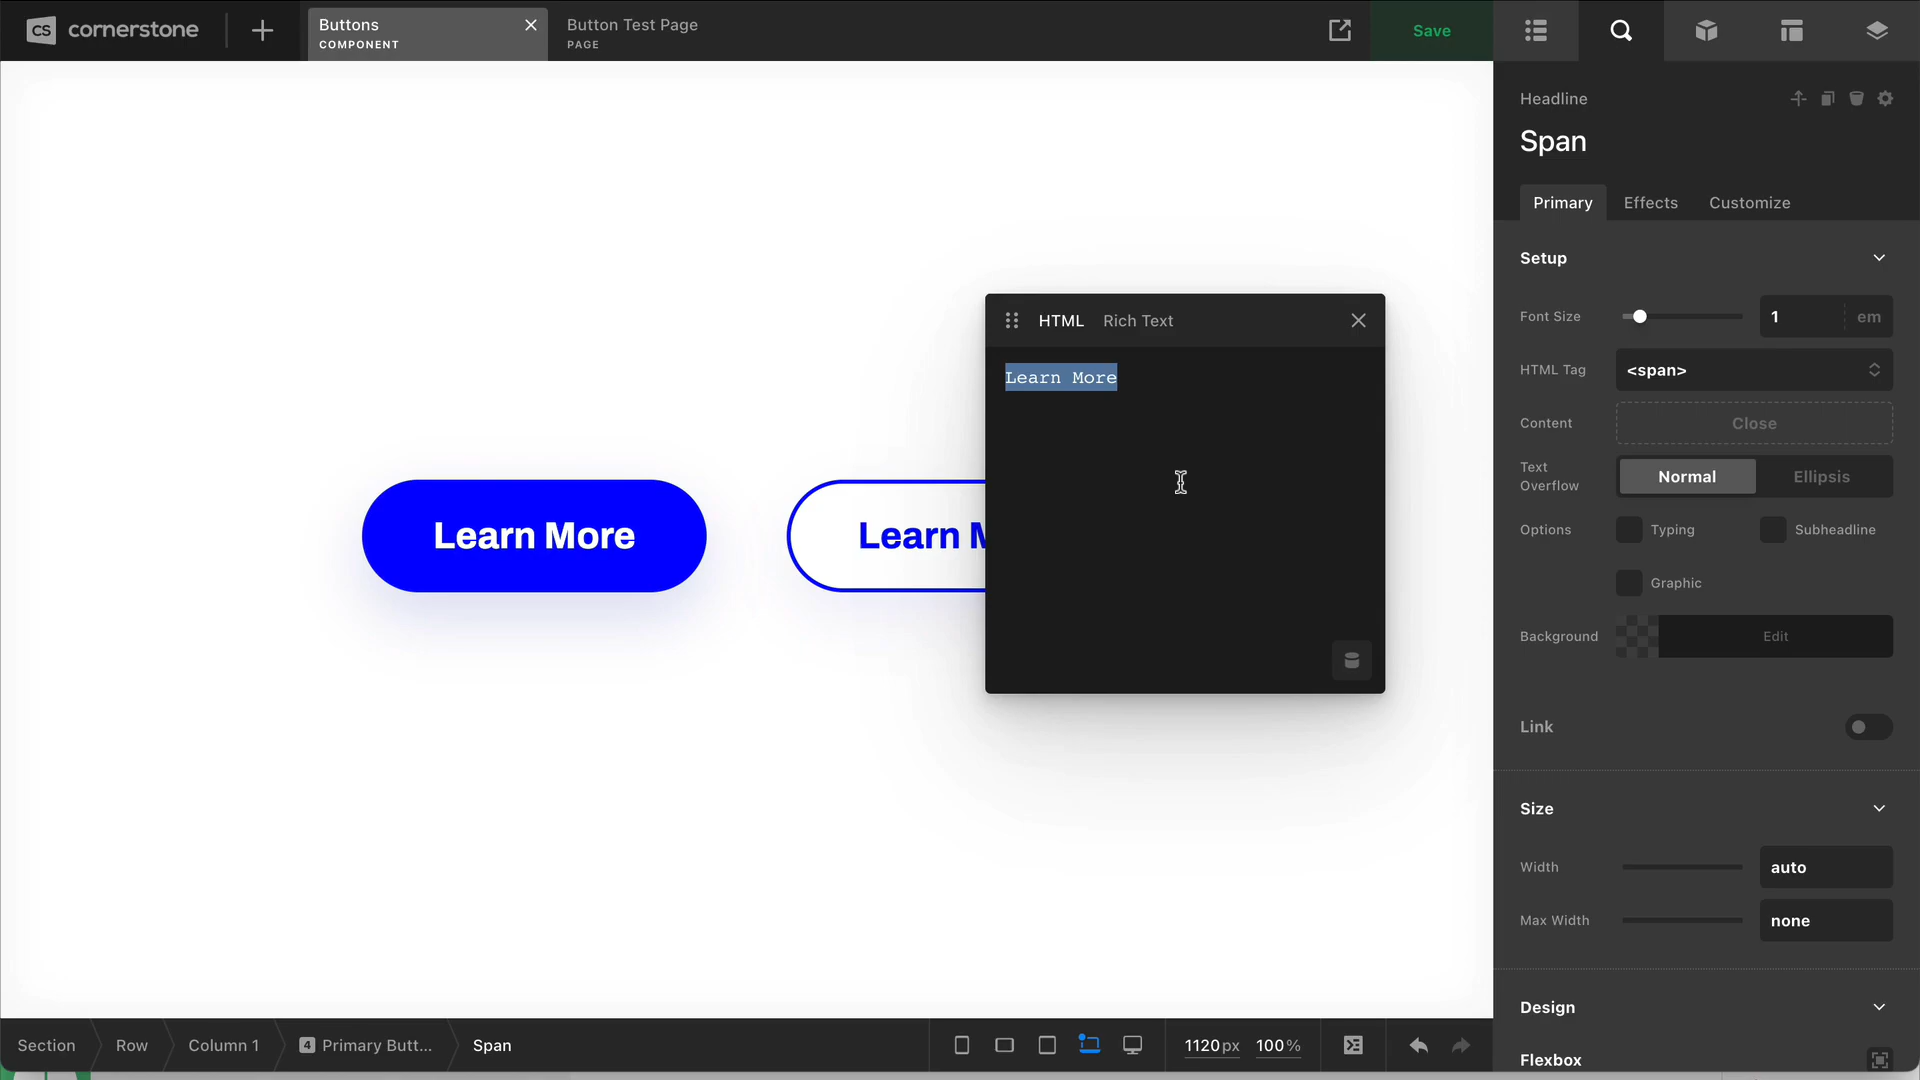 CS cornerstone
Buttons
COMPONENT
Button Test Page
PAGE
Save
Headline
Span
Primary Effects Customize
Setup
Font Size 1 em
HTML Tag <span>
Content Close
Text Overflow Normal Ellipsis
Options Typing Subheadline
Graphic
Background Edit
Link
Size
Width auto
Max Width none
Design
Flexbox
HTML Rich Text
Learn More
Learn More
Learn M
Section Row Column 1 4 Primary Butt... Span
1120px 100%